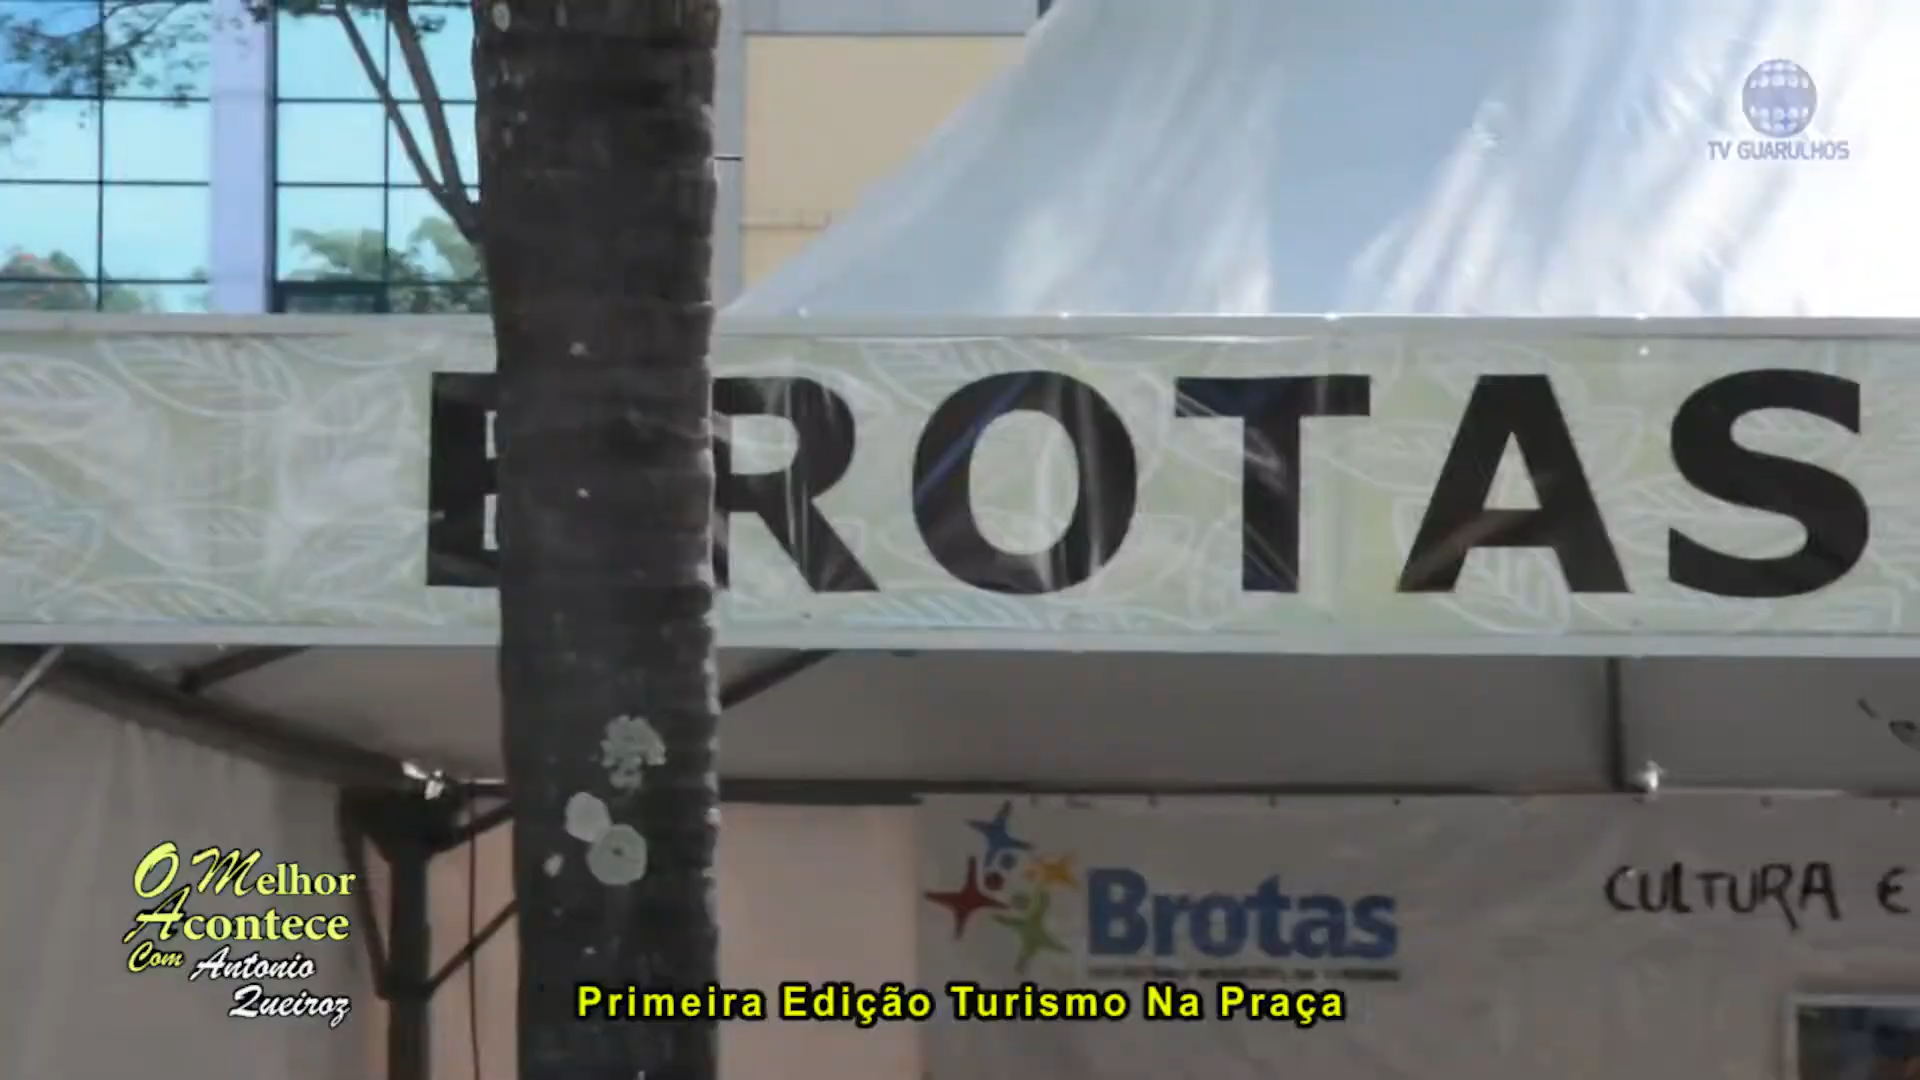 TV GUARULHOS
BROTAS
Brotas
CULTURA E
O Melhor
Acontece
Com Antonio
Queiroz
Primeira Edição Turismo Na Praça